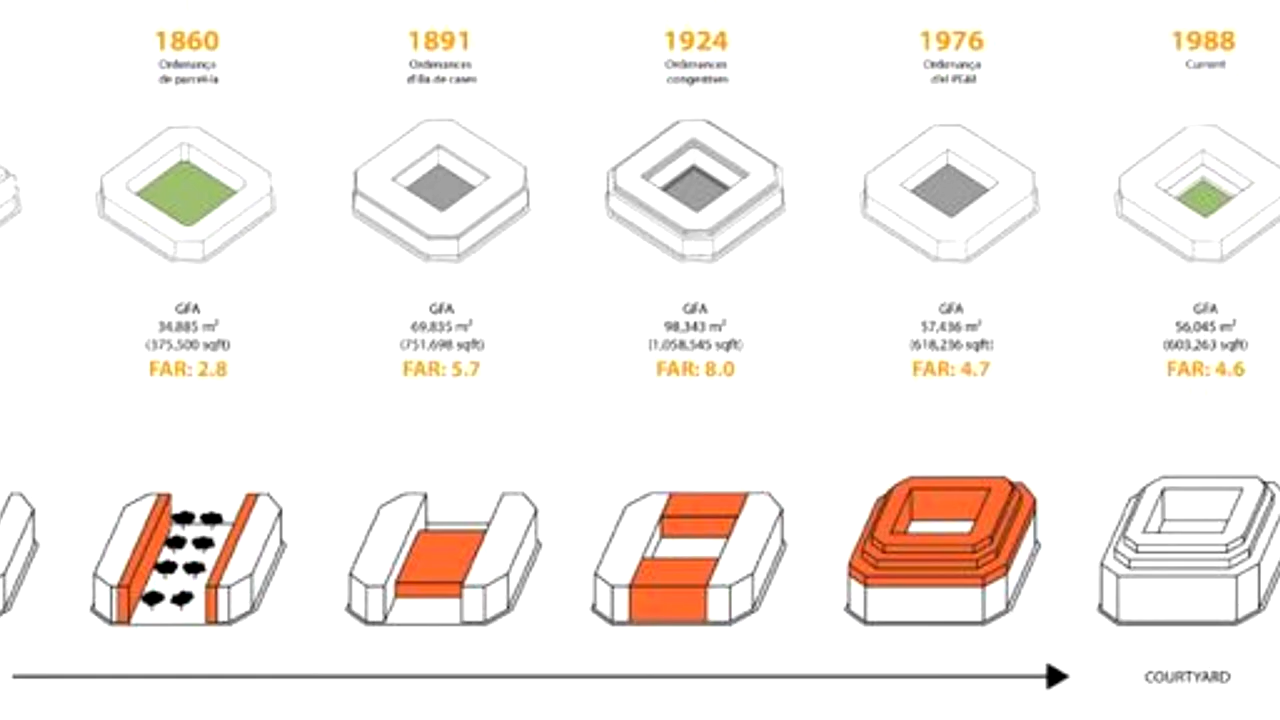 1860
Ordenança
de parcel·la
1891
Ordenances
d'illa de cases
1924
Ordenances
congestives
1976
Ordenança
del PGM
1988
Current
GFA
34,885 m²
(375,500 sqft)
FAR: 2.8
GFA
69,835 m²
(751,698 sqft)
FAR: 5.7
GFA
98,343 m²
(1,058,545 sqft)
FAR: 8.0
GFA
57,436 m²
(618,236 sqft)
FAR: 4.7
GFA
56,045 m²
(603,263 sqft)
FAR: 4.6
COURTYARD